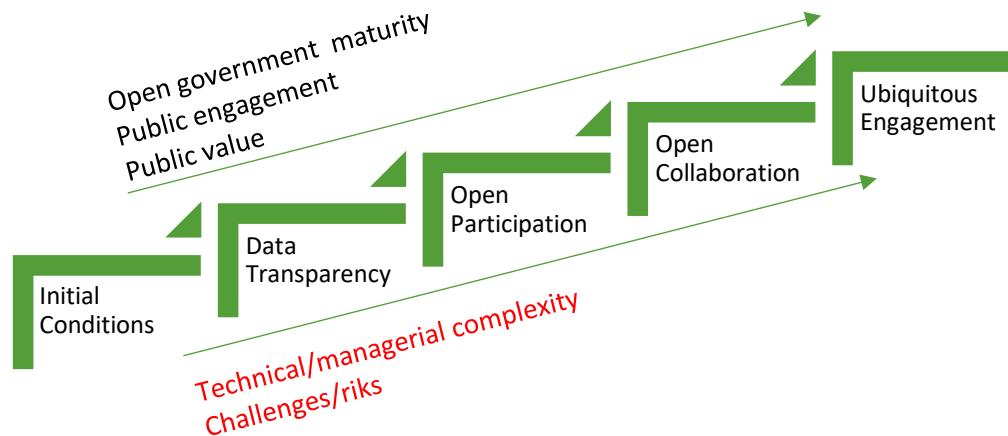 Open government maturity
Public engagement
Public value
Initial
Conditions
Data
Transparency
Open
Participation
Open
Collaboration
Ubiquitous
Engagement
Technical/managerial complexity
Challenges/riks